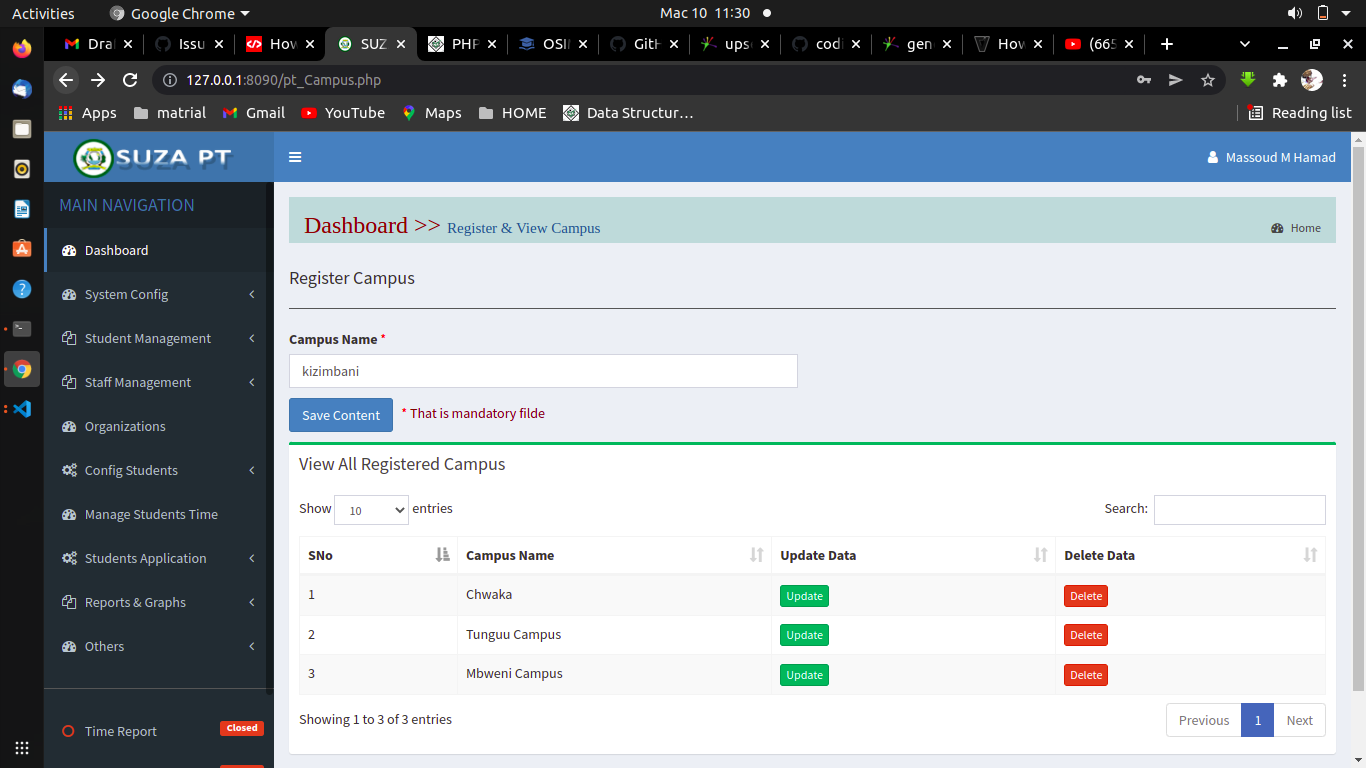 Activities Google Chrome Mac 10 11:30
Dra Issu How SUZ PHP OSI GitH ups codi gen How (665
127.0.0.1:8090/pt_Campus.php
Apps matrial Gmail YouTube Maps HOME Data Structur… Reading list
SUZA PT Massoud M Hamad
MAIN NAVIGATION
Dashboard
System Config
Student Management
Staff Management
Organizations
Config Students
Manage Students Time
Students Application
Reports & Graphs
Others
Time Report Closed
Dashboard >> Register & View Campus Home
Register Campus
Campus Name *
kizimbani
Save Content * That is mandatory filde
View All Registered Campus
Show 10 entries Search:
SNo Campus Name Update Data Delete Data
1 Chwaka Update Delete
2 Tunguu Campus Update Delete
3 Mbweni Campus Update Delete
Showing 1 to 3 of 3 entries Previous 1 Next